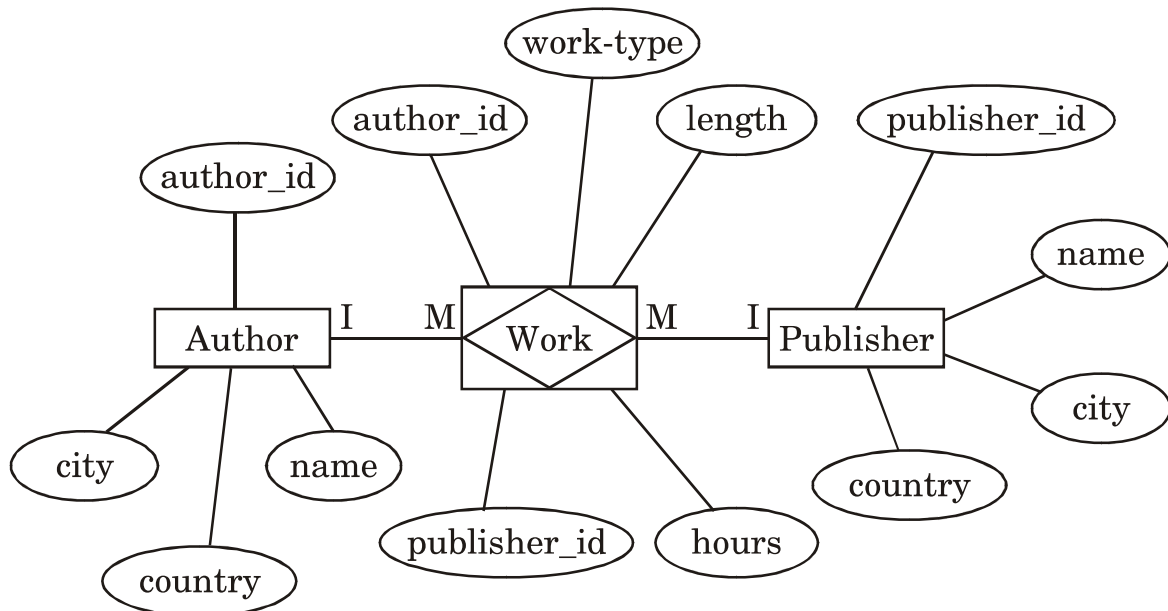 work-type
author_id
length
publisher_id
author_id
name
I
M
M
I
Author
Work
Publisher
city
city
name
country
publisher_id
hours
country